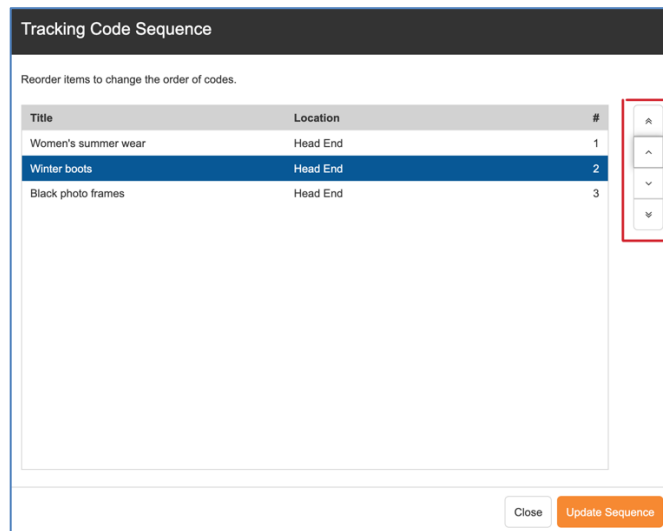 Tracking Code Sequence
Reorder items to change the order of codes.
Title Location #
Women's summer wear Head End 1
Winter boots Head End 2
Black photo frames Head End 3
Close Update Sequence